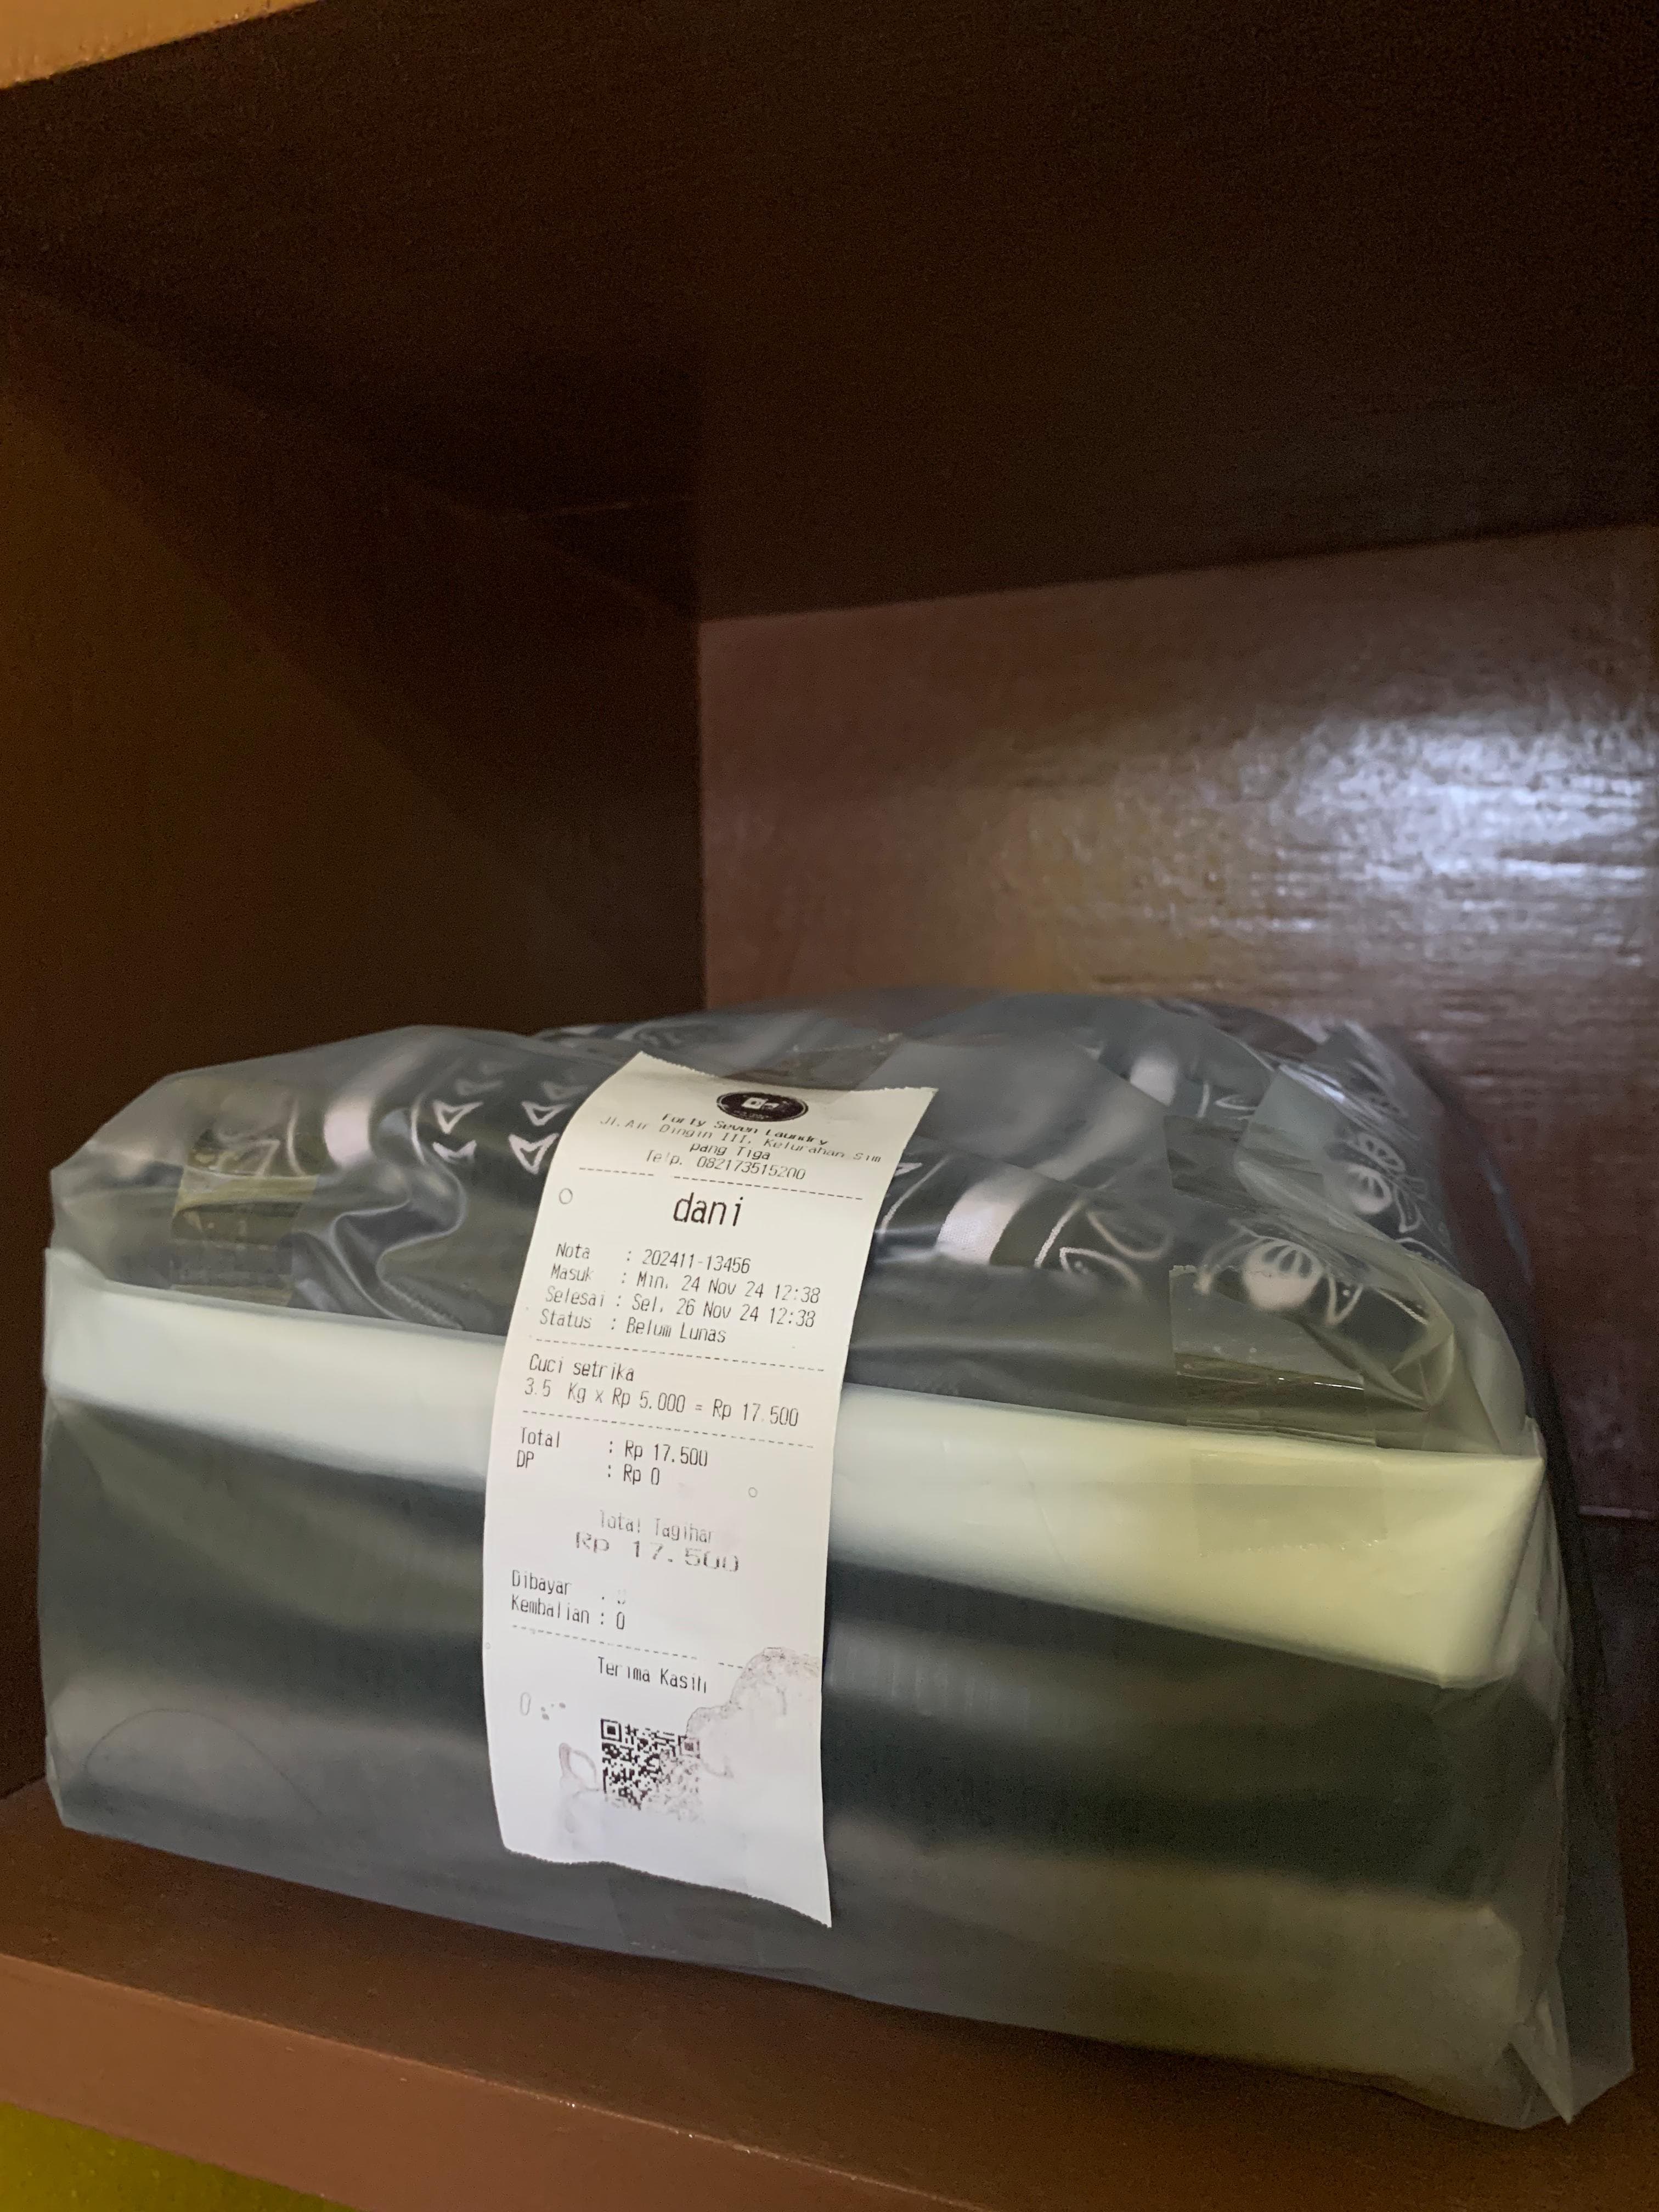 Forty Seven Laundry
Jl.Air Dingin III, Kelurahan Sim
pang Tiga
Telp. 082173515200
dani
Nota : 202411-13456
Masuk : Min, 24 Nov 24 12:38
Selesai : Sel, 26 Nov 24 12:38
Status : Belum Lunas
Cuci setrika
3.5 Kg x Rp 5.000 = Rp 17.500
Total : Rp 17.500
DP : Rp 0
Total Tagihan
Rp 17.500
Dibayar : 0
Kembalian : 0
Terima Kasih